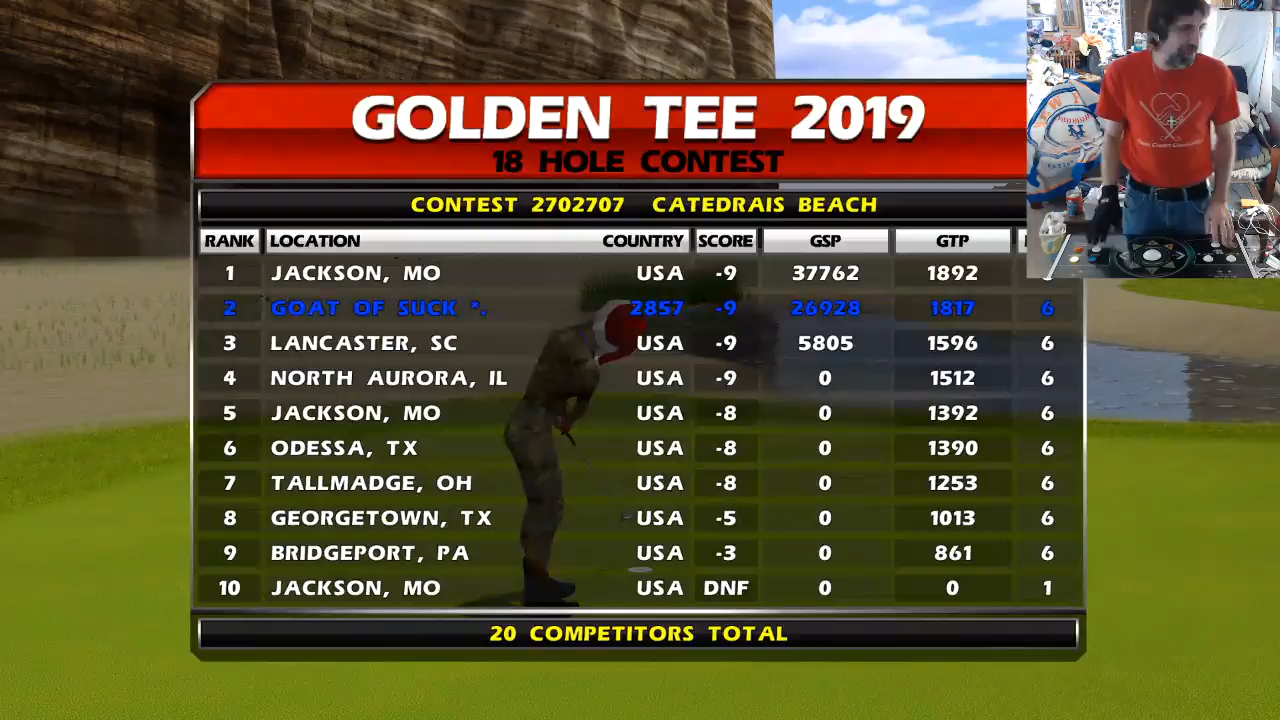 GOLDEN TEE 2019
18 HOLE CONTEST
CONTEST 2702707 CATEDRAIS BEACH
RANK LOCATION COUNTRY SCORE GSP GTP
1 JACKSON, MO USA -9 37762 1892
2 GOAT OF SUCK *. 2857 -9 26928 1817 6
3 LANCASTER, SC USA -9 5805 1596 6
4 NORTH AURORA, IL USA -9 0 1512 6
5 JACKSON, MO USA -8 0 1392 6
6 ODESSA, TX USA -8 0 1390 6
7 TALLMADGE, OH USA -8 0 1253 6
8 GEORGETOWN, TX USA -5 0 1013 6
9 BRIDGEPORT, PA USA -3 0 861 6
10 JACKSON, MO USA DNF 0 0 1
20 COMPETITORS TOTAL